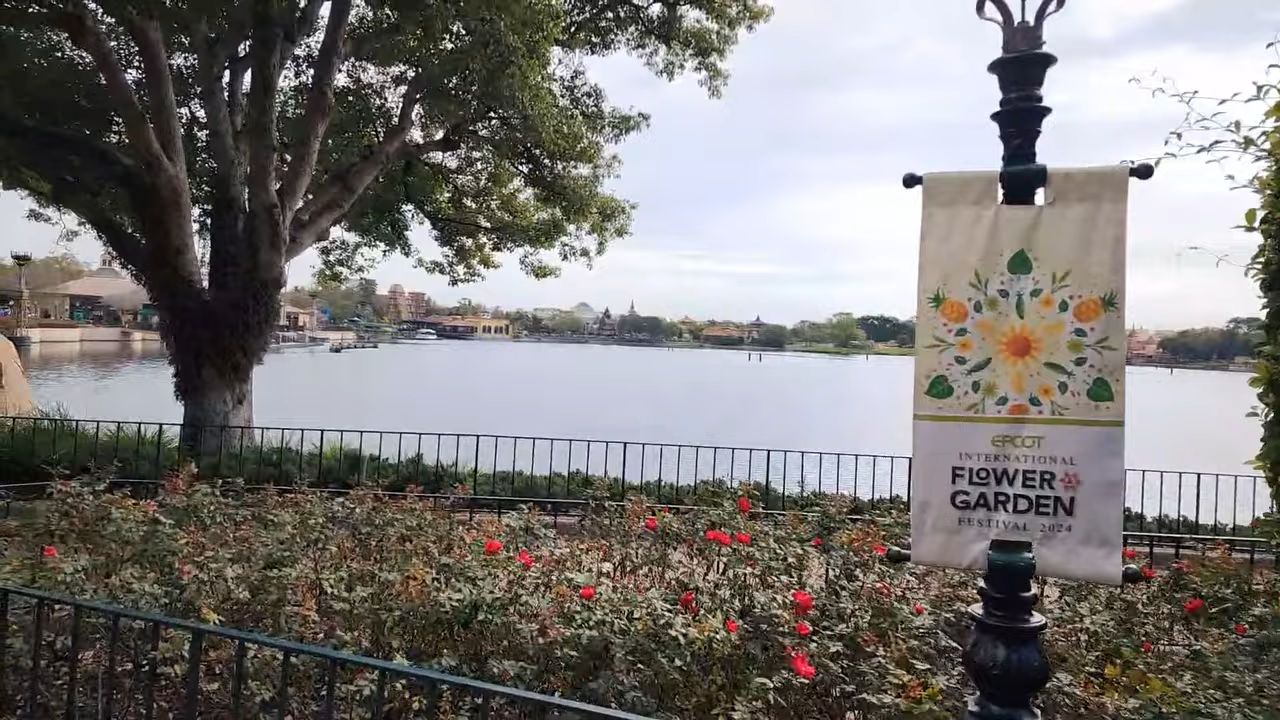 EPCOT
INTERNATIONAL
FLOWER
GARDEN
FESTIVAL 2024